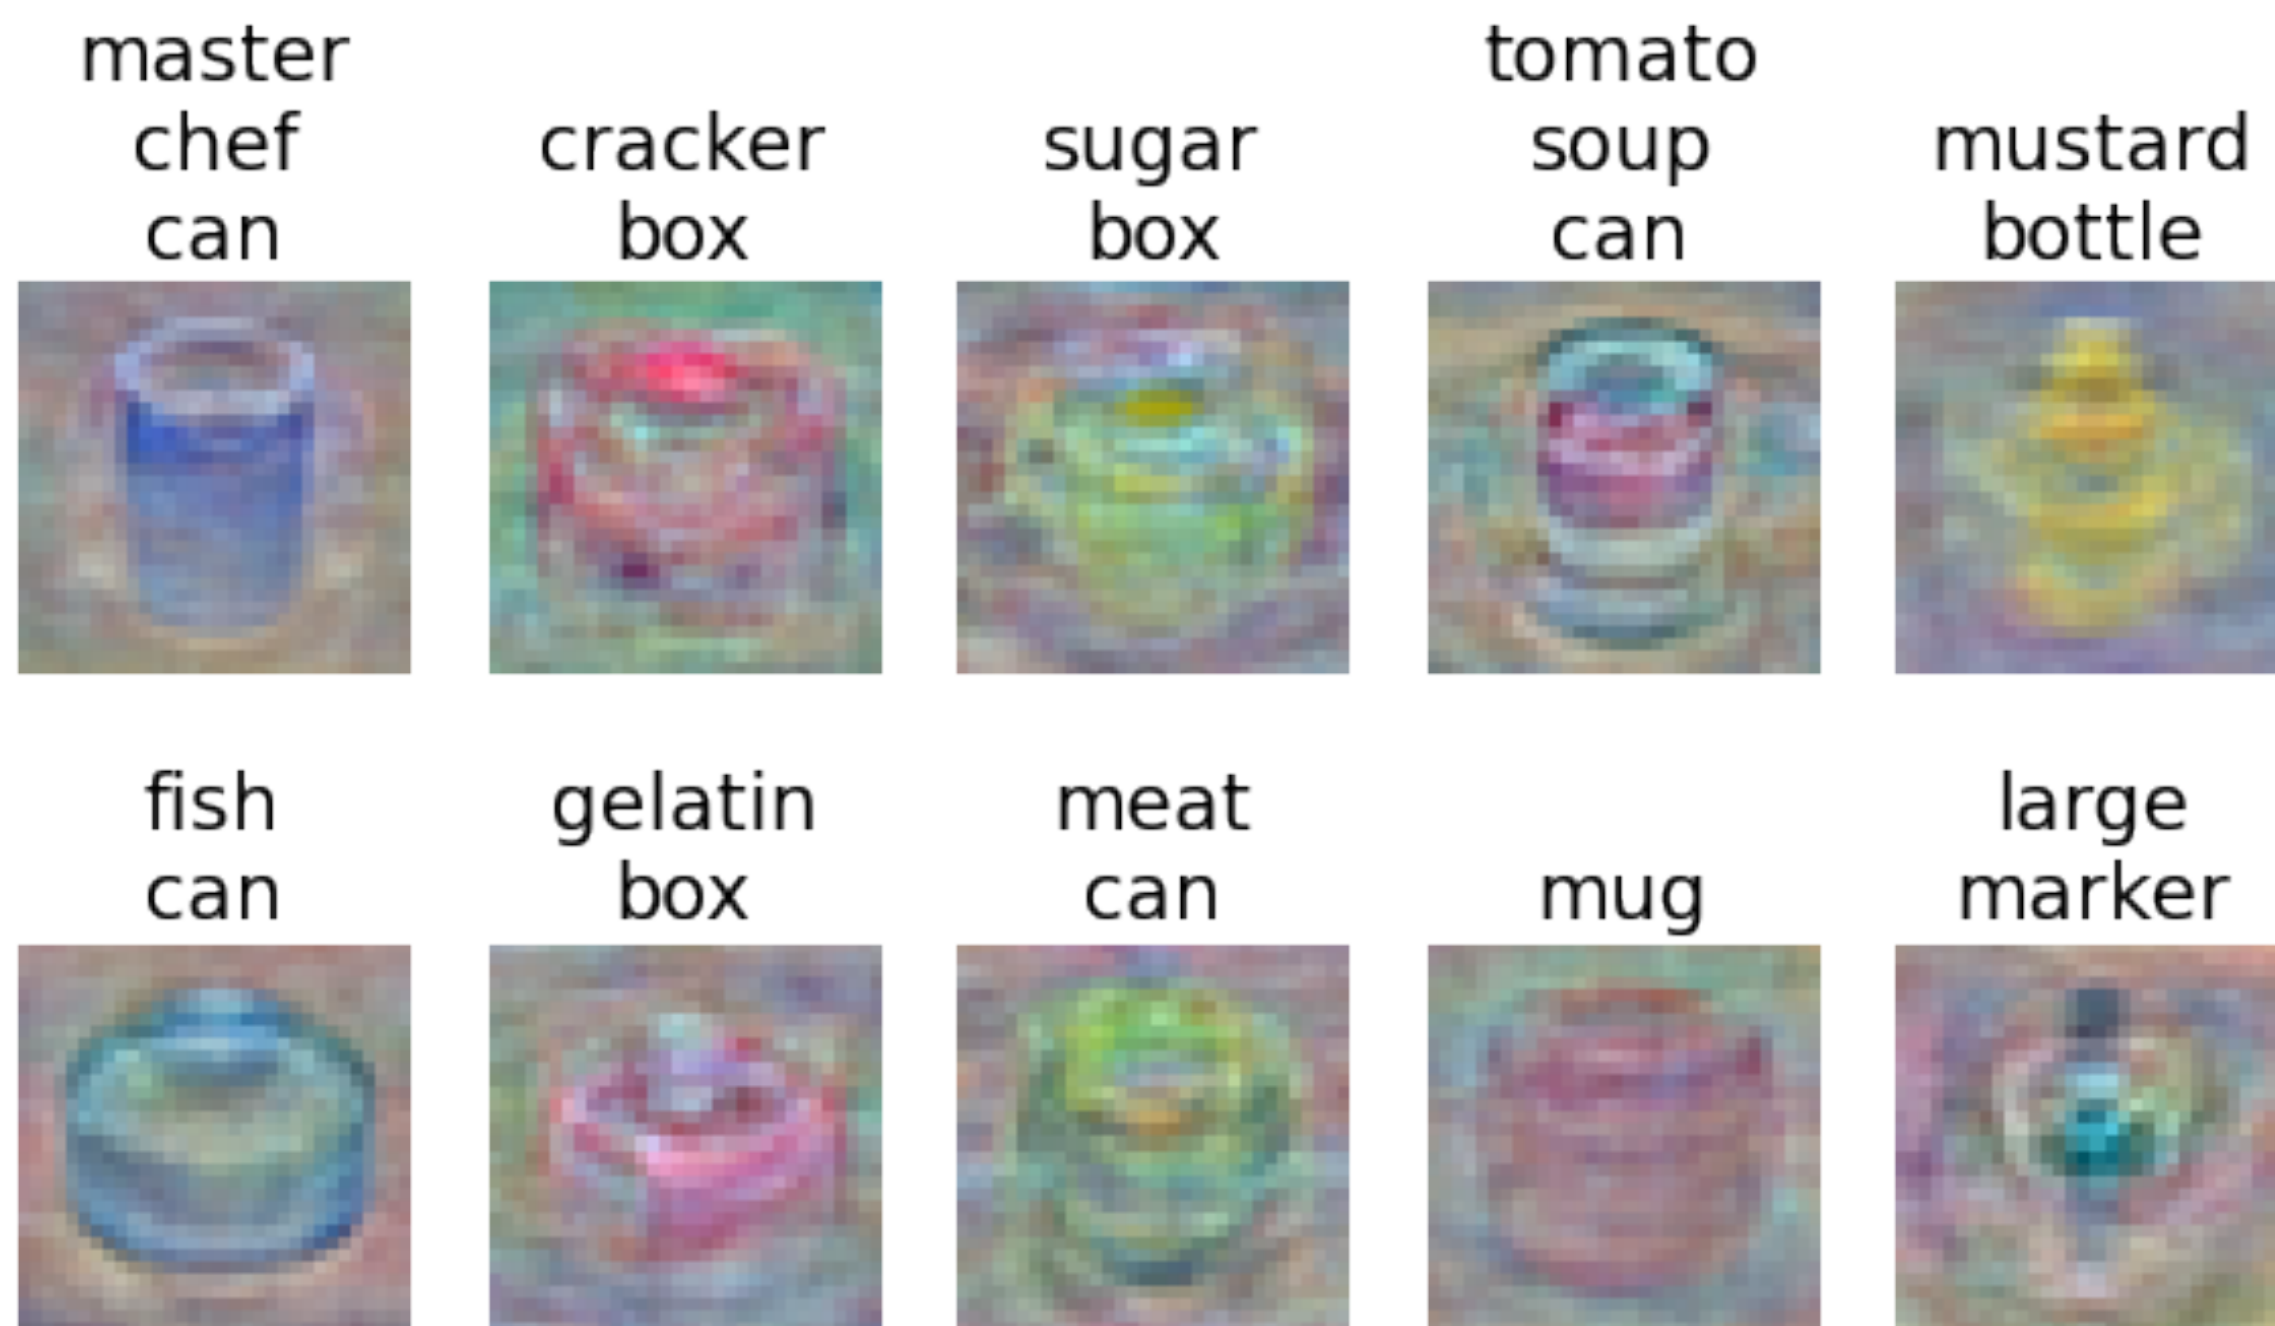 master
chef
can
cracker
box
sugar
box
tomato
soup
can
mustard
bottle
fish
can
gelatin
box
meat
can
mug
large
marker